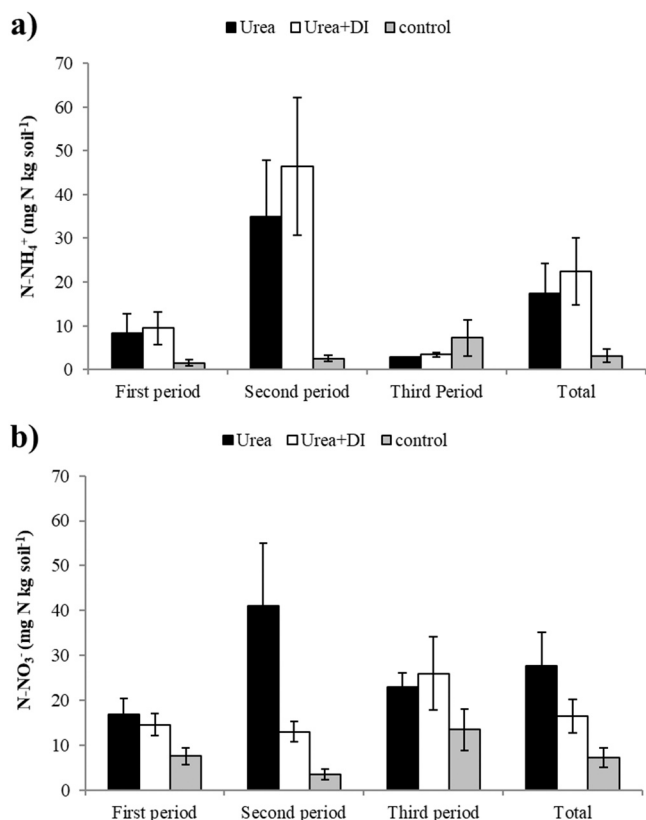 a)
Urea Urea+DI control
N-NH₄⁺ (mg N kg soil⁻¹)
70
60
50
40
30
20
10
0
First period Second period Third Period Total
b)
Urea Urea+DI control
N-NO₃⁻ (mg N kg soil⁻¹)
70
60
50
40
30
20
10
0
First period Second period Third period Total